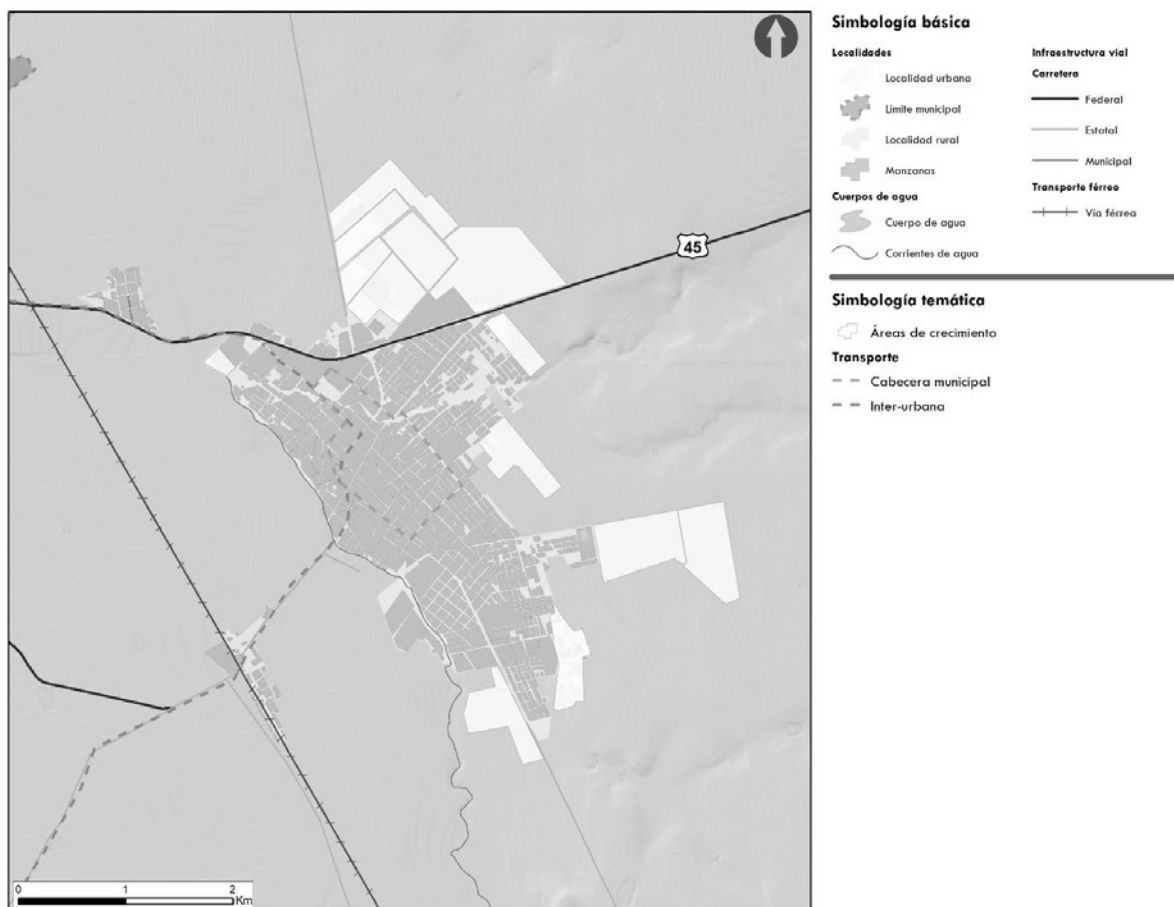 Simbología básica
Localidades
Localidad urbana
Límite municipal
Localidad rural
Manzanas
Cuerpos de agua
Cuerpo de agua
Corrientes de agua
Infraestructura vial
Carretera
Federal
Estatal
Municipal
Transporte férreo
Vía férrea
Simbología temática
Áreas de crecimiento
Transporte
Cabecera municipal
Inter-urbana
45
0 1 2
Km